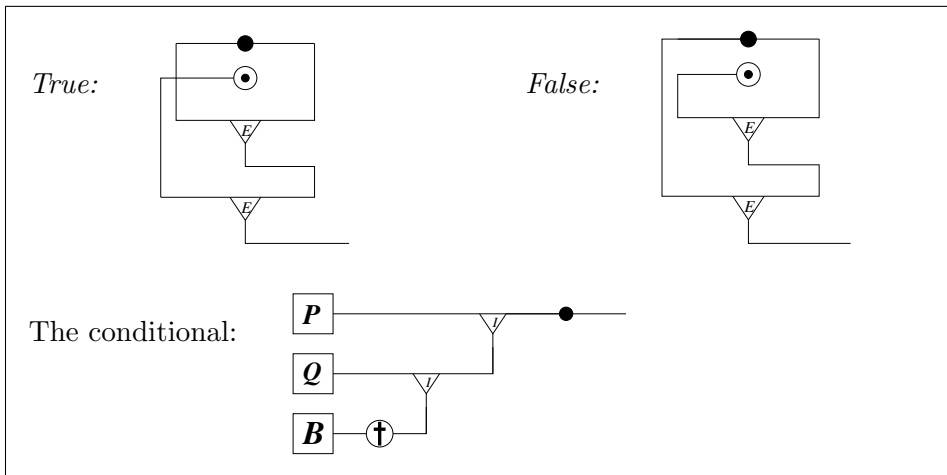 True: False:
E E
E E
The conditional:
P I
Q I
B †